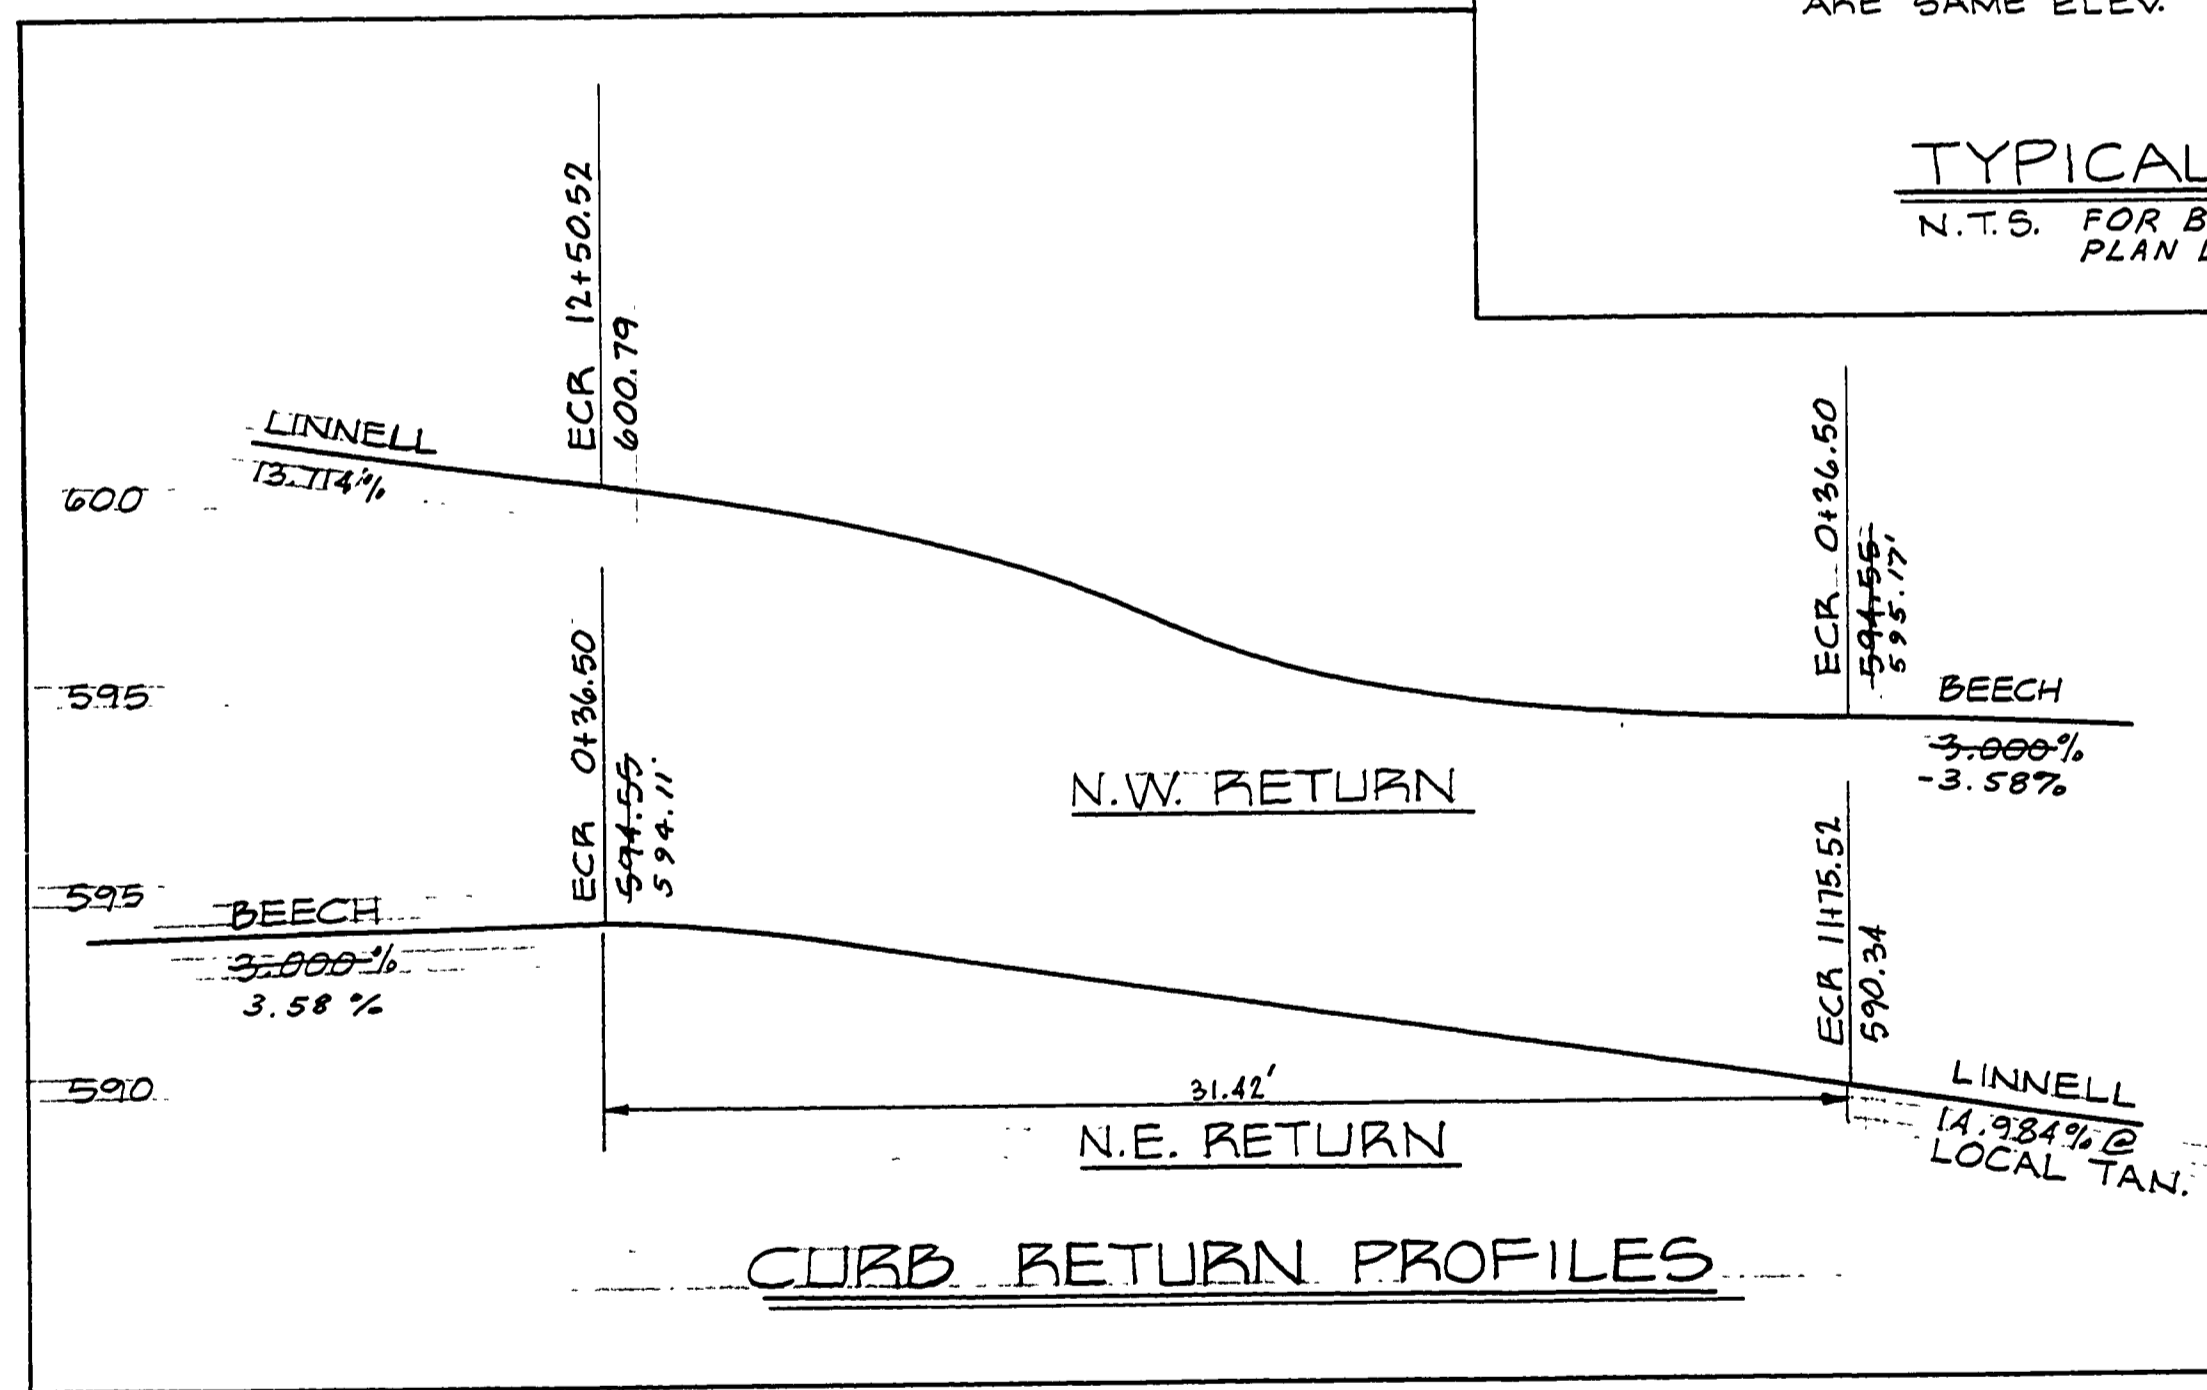 ARE SAME ELEV.
TYPICAL
N.T.S. FOR B
PLAN
ECR 12+50.52
600.79
LINNELL
13.714%
600
ECR 0+36.50
594.55
595.17'
BEECH
3.000%
-3.58%
595
N.W. RETURN
ECR 0+36.50
594.55
594.11'
595
BEECH
3.000%
3.58%
ECR 11+75.52
590.34
590
31.42'
LINNELL
14.984% @
LOCAL TAN.
N.E. RETURN
CURB RETURN PROFILES